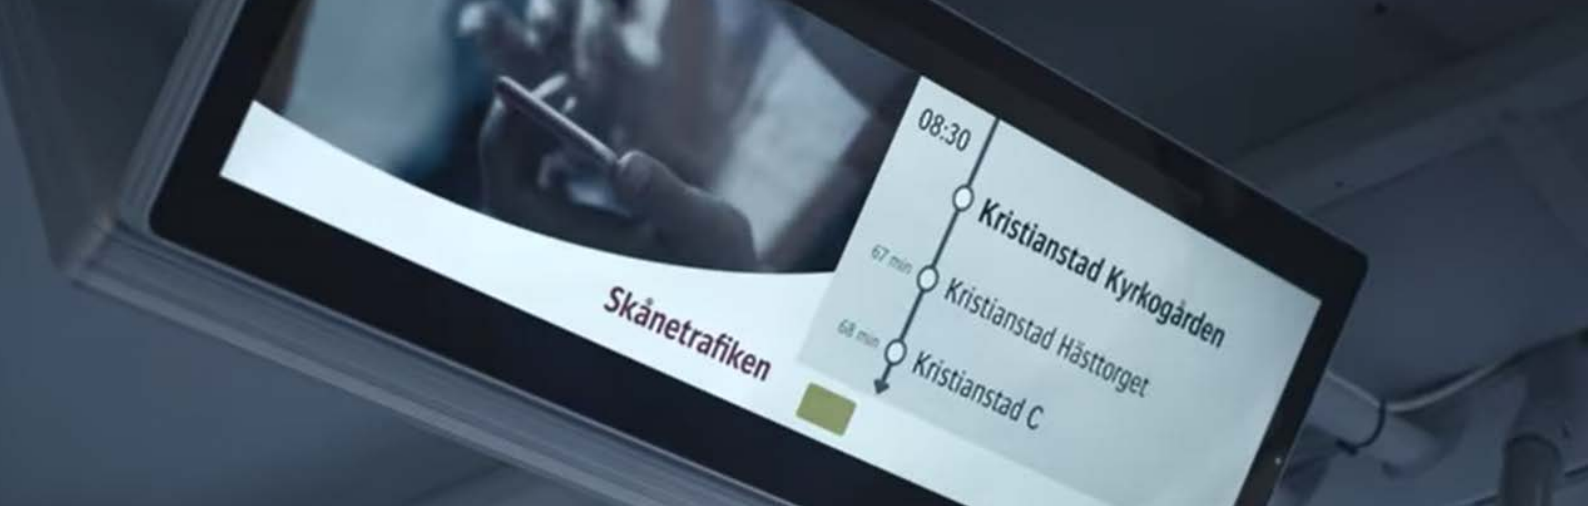 08:30
Kristianstad Kyrkogården
67 min
Kristianstad Hästtorget
68 min
Kristianstad C
Skånetrafiken